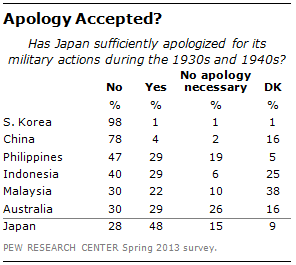 Apology Accepted?
Has Japan sufficiently apologized for its
military actions during the 1930s and 1940s?
No Yes No apology necessary DK
% % % %
S. Korea 98 1 1 1
China 78 4 2 16
Philippines 47 29 19 5
Indonesia 40 29 6 25
Malaysia 30 22 10 38
Australia 30 29 26 16
Japan 28 48 15 9
PEW RESEARCH CENTER Spring 2013 survey.